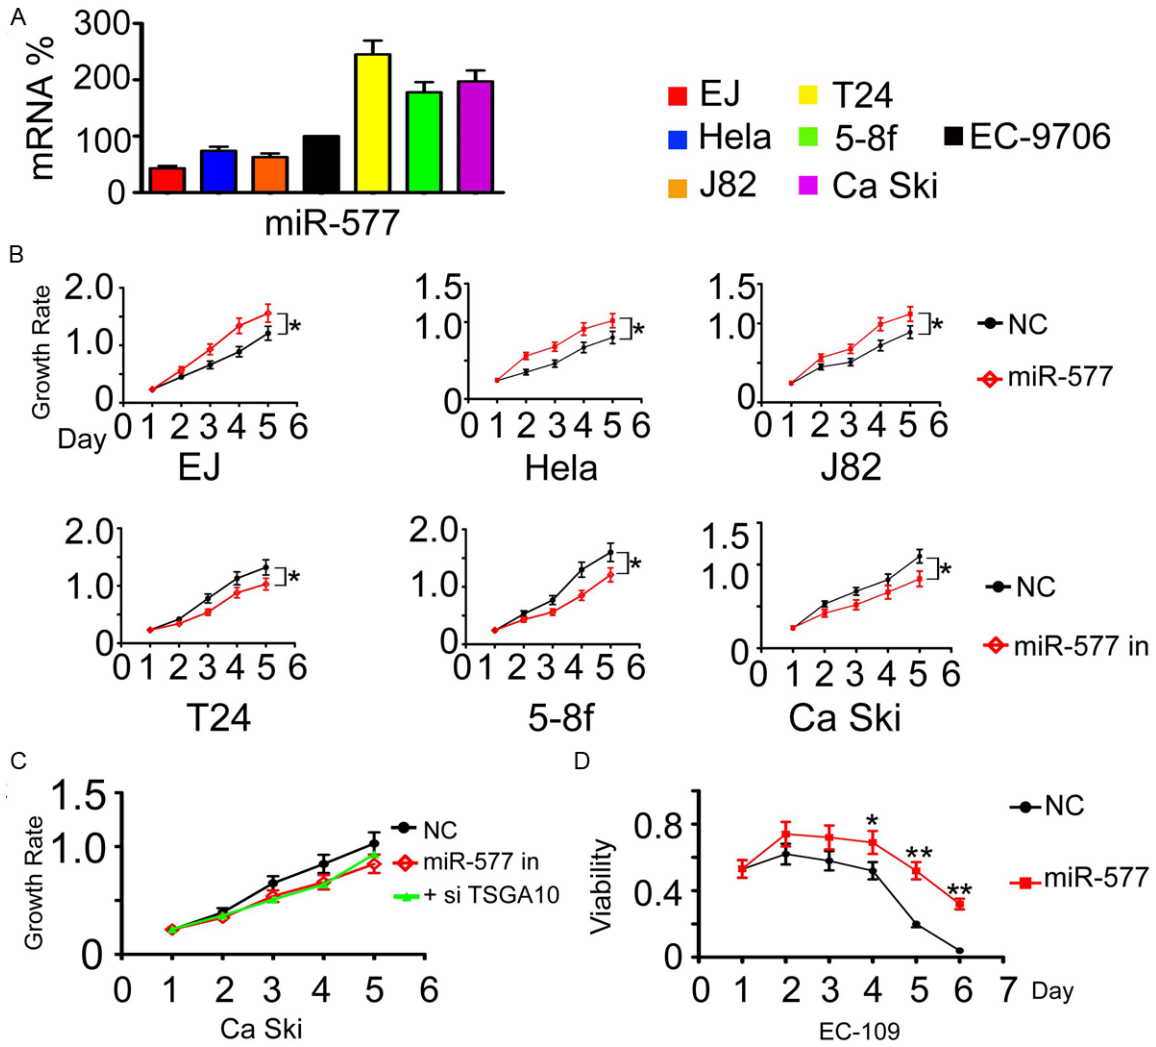 A
mRNA %
300
200
100
0
miR-577
EJ
Hela
J82
T24
5-8f
Ca Ski
EC-9706
B
Growth Rate
2.0
1.0
0
0 1 2 3 4 5 6
Day
EJ
*
1.5
1.0
0
0 1 2 3 4 5 6
Hela
*
1.5
1.0
0
0 1 2 3 4 5 6
J82
*
NC
miR-577
2.0
1.0
0
0 1 2 3 4 5 6
T24
*
2.0
1.0
0
0 1 2 3 4 5 6
5-8f
*
1.5
1.0
0
0 1 2 3 4 5 6
Ca Ski
*
NC
miR-577 in
C
Growth Rate
1.5
1.0
0
0 1 2 3 4 5 6
Ca Ski
NC
miR-577 in
+ si TSGA10
D
Viability
0.8
0.4
0
0 1 2 3 4 5 6 7 Day
EC-109
*
**
**
NC
miR-577